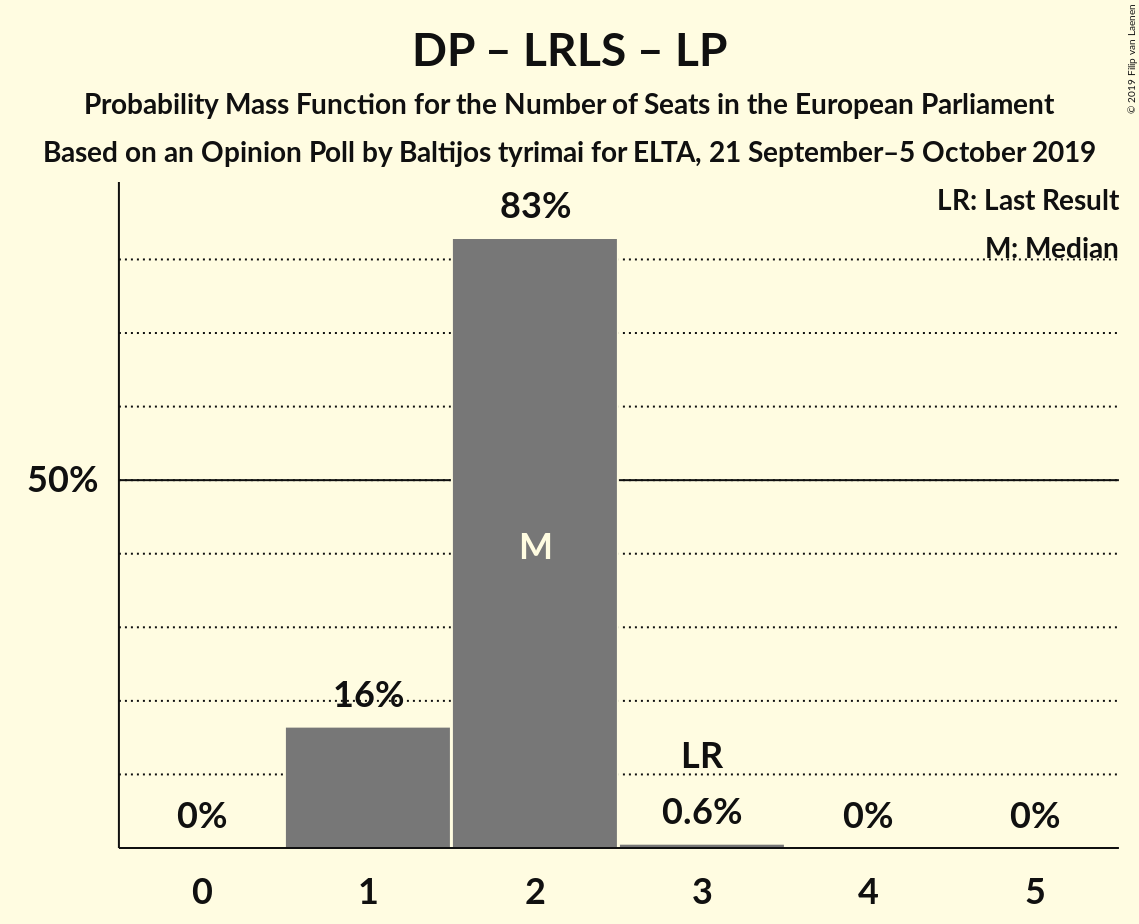 DP – LRLS – LP
Probability Mass Function for the Number of Seats in the European Parliament
Based on an Opinion Poll by Baltijos tyrimai for ELTA, 21 September–5 October 2019
© 2019 Filip van Laenen
LR: Last Result
M: Median
83%
50%
M
16%
LR
0%
0.6%
0%
0%
0 1 2 3 4 5